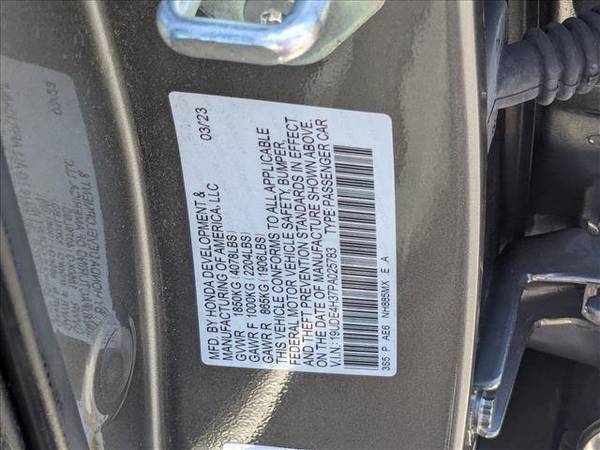 MFD. BY HONDA DEVELOPMENT & 03/23
MANUFACTURING OF AMERICA, LLC
GVWR 1850KG (4078LBS)
GAWR F 1000KG (2204LBS)
GAWR R 865KG (1906LBS)
THIS VEHICLE CONFORMS TO ALL APPLICABLE
FEDERAL MOTOR VEHICLE SAFETY, BUMPER,
AND THEFT PREVENTION STANDARDS IN EFFECT
ON THE DATE OF MANUFACTURE SHOWN ABOVE.
V.I.N: 19UDE4H37PA025783 TYPE:PASSENGER CAR
3S5 P AE6 NH885MX E A